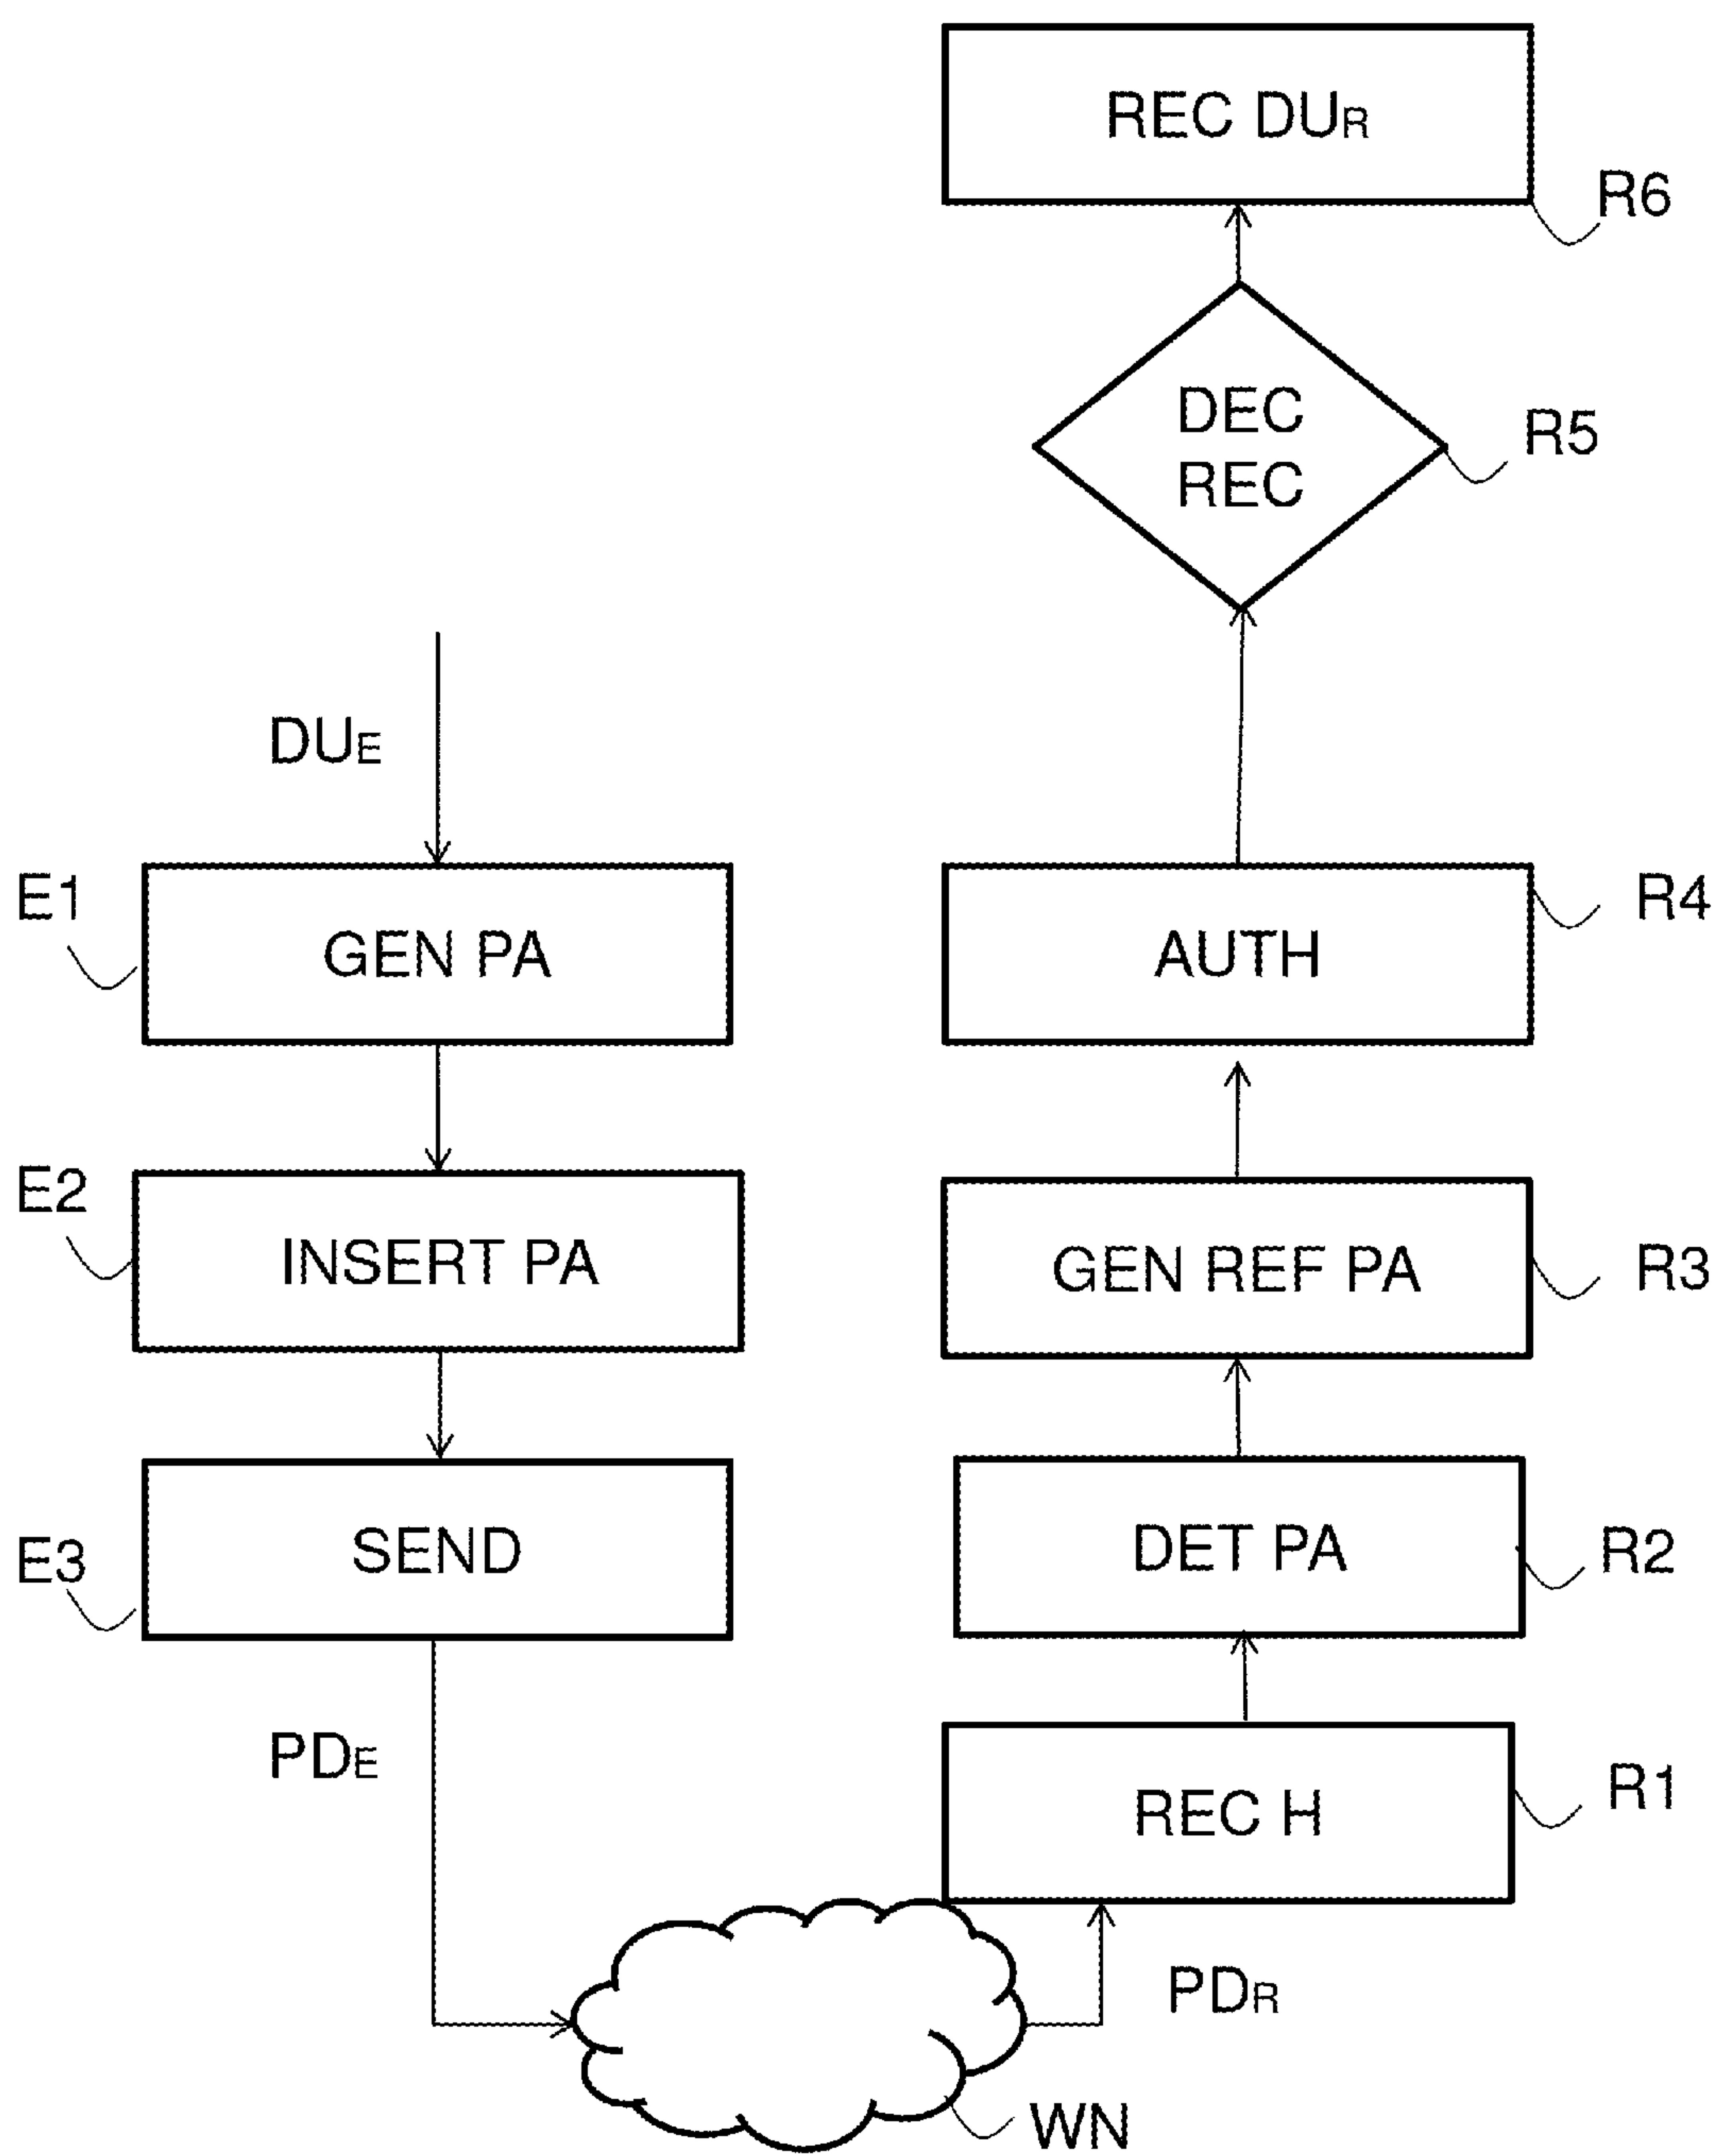 REC DUR
R6
DEC
REC
R5
DUE
E1
GEN PA
AUTH
R4
E2
INSERT PA
GEN REF PA
R3
E3
SEND
DET PA
R2
PDE
REC H
R1
PDR
WN